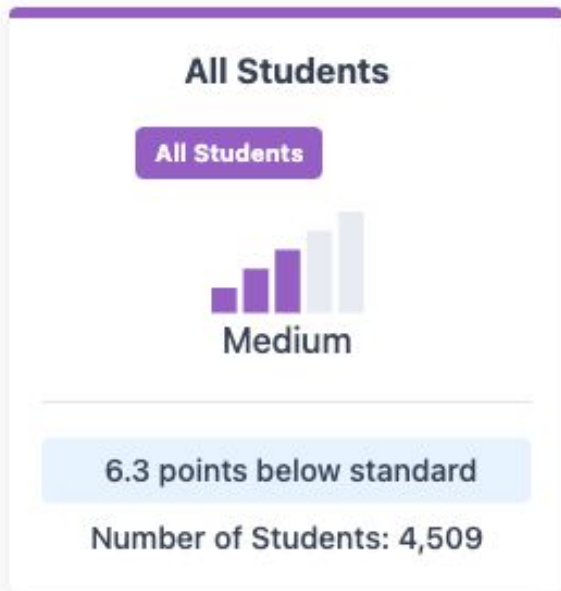 All Students
All Students
Medium
6.3 points below standard
Number of Students: 4,509